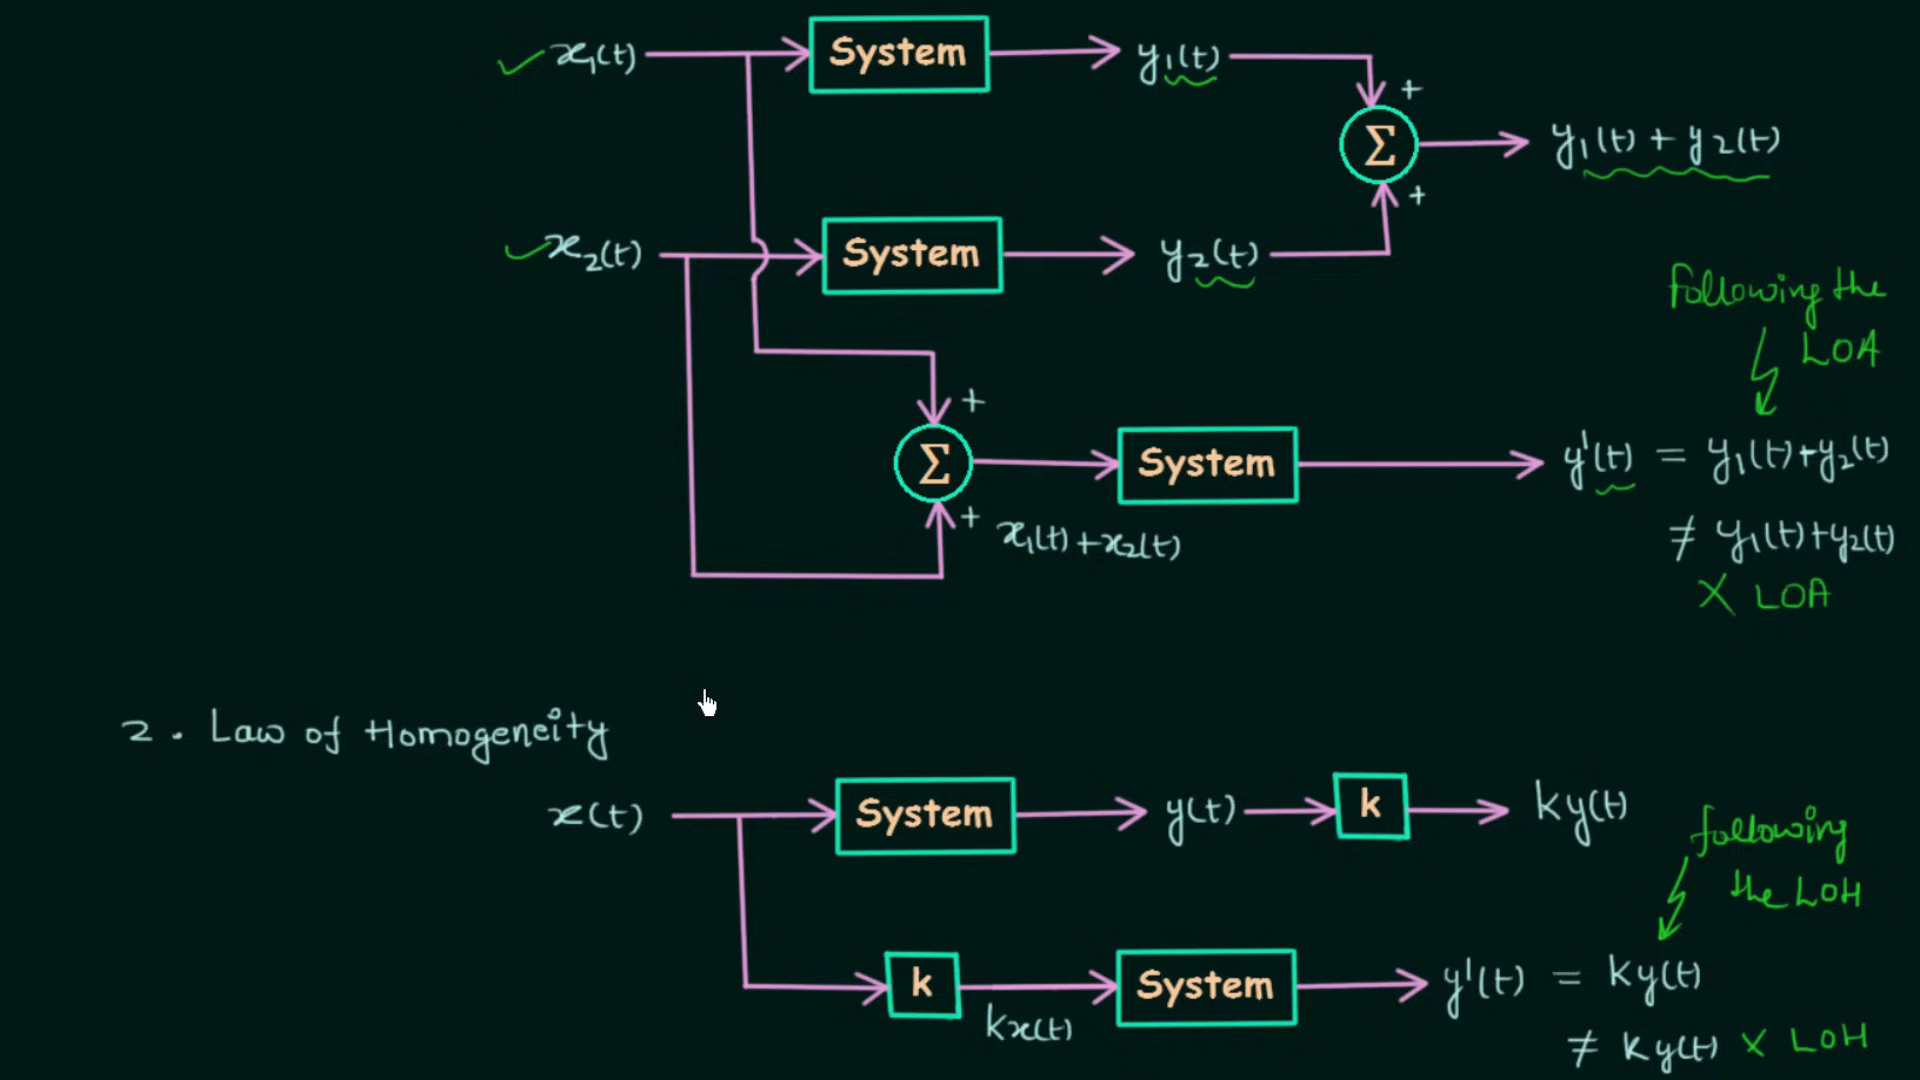 x₁(t) System y₁(t) +
Σ y₁(t) + y₂(t)
+
x₂(t) System y₂(t)
following the
LOA
+
Σ System y'(t) = y₁(t)+y₂(t)
+ x₁(t)+x₂(t) ≠ y₁(t)+y₂(t)
X LOA
2. Law of Homogeneity
x(t) System y(t) k ky(t)
following
the LOH
k kx(t) System y'(t) = ky(t)
≠ ky(t) X LOH